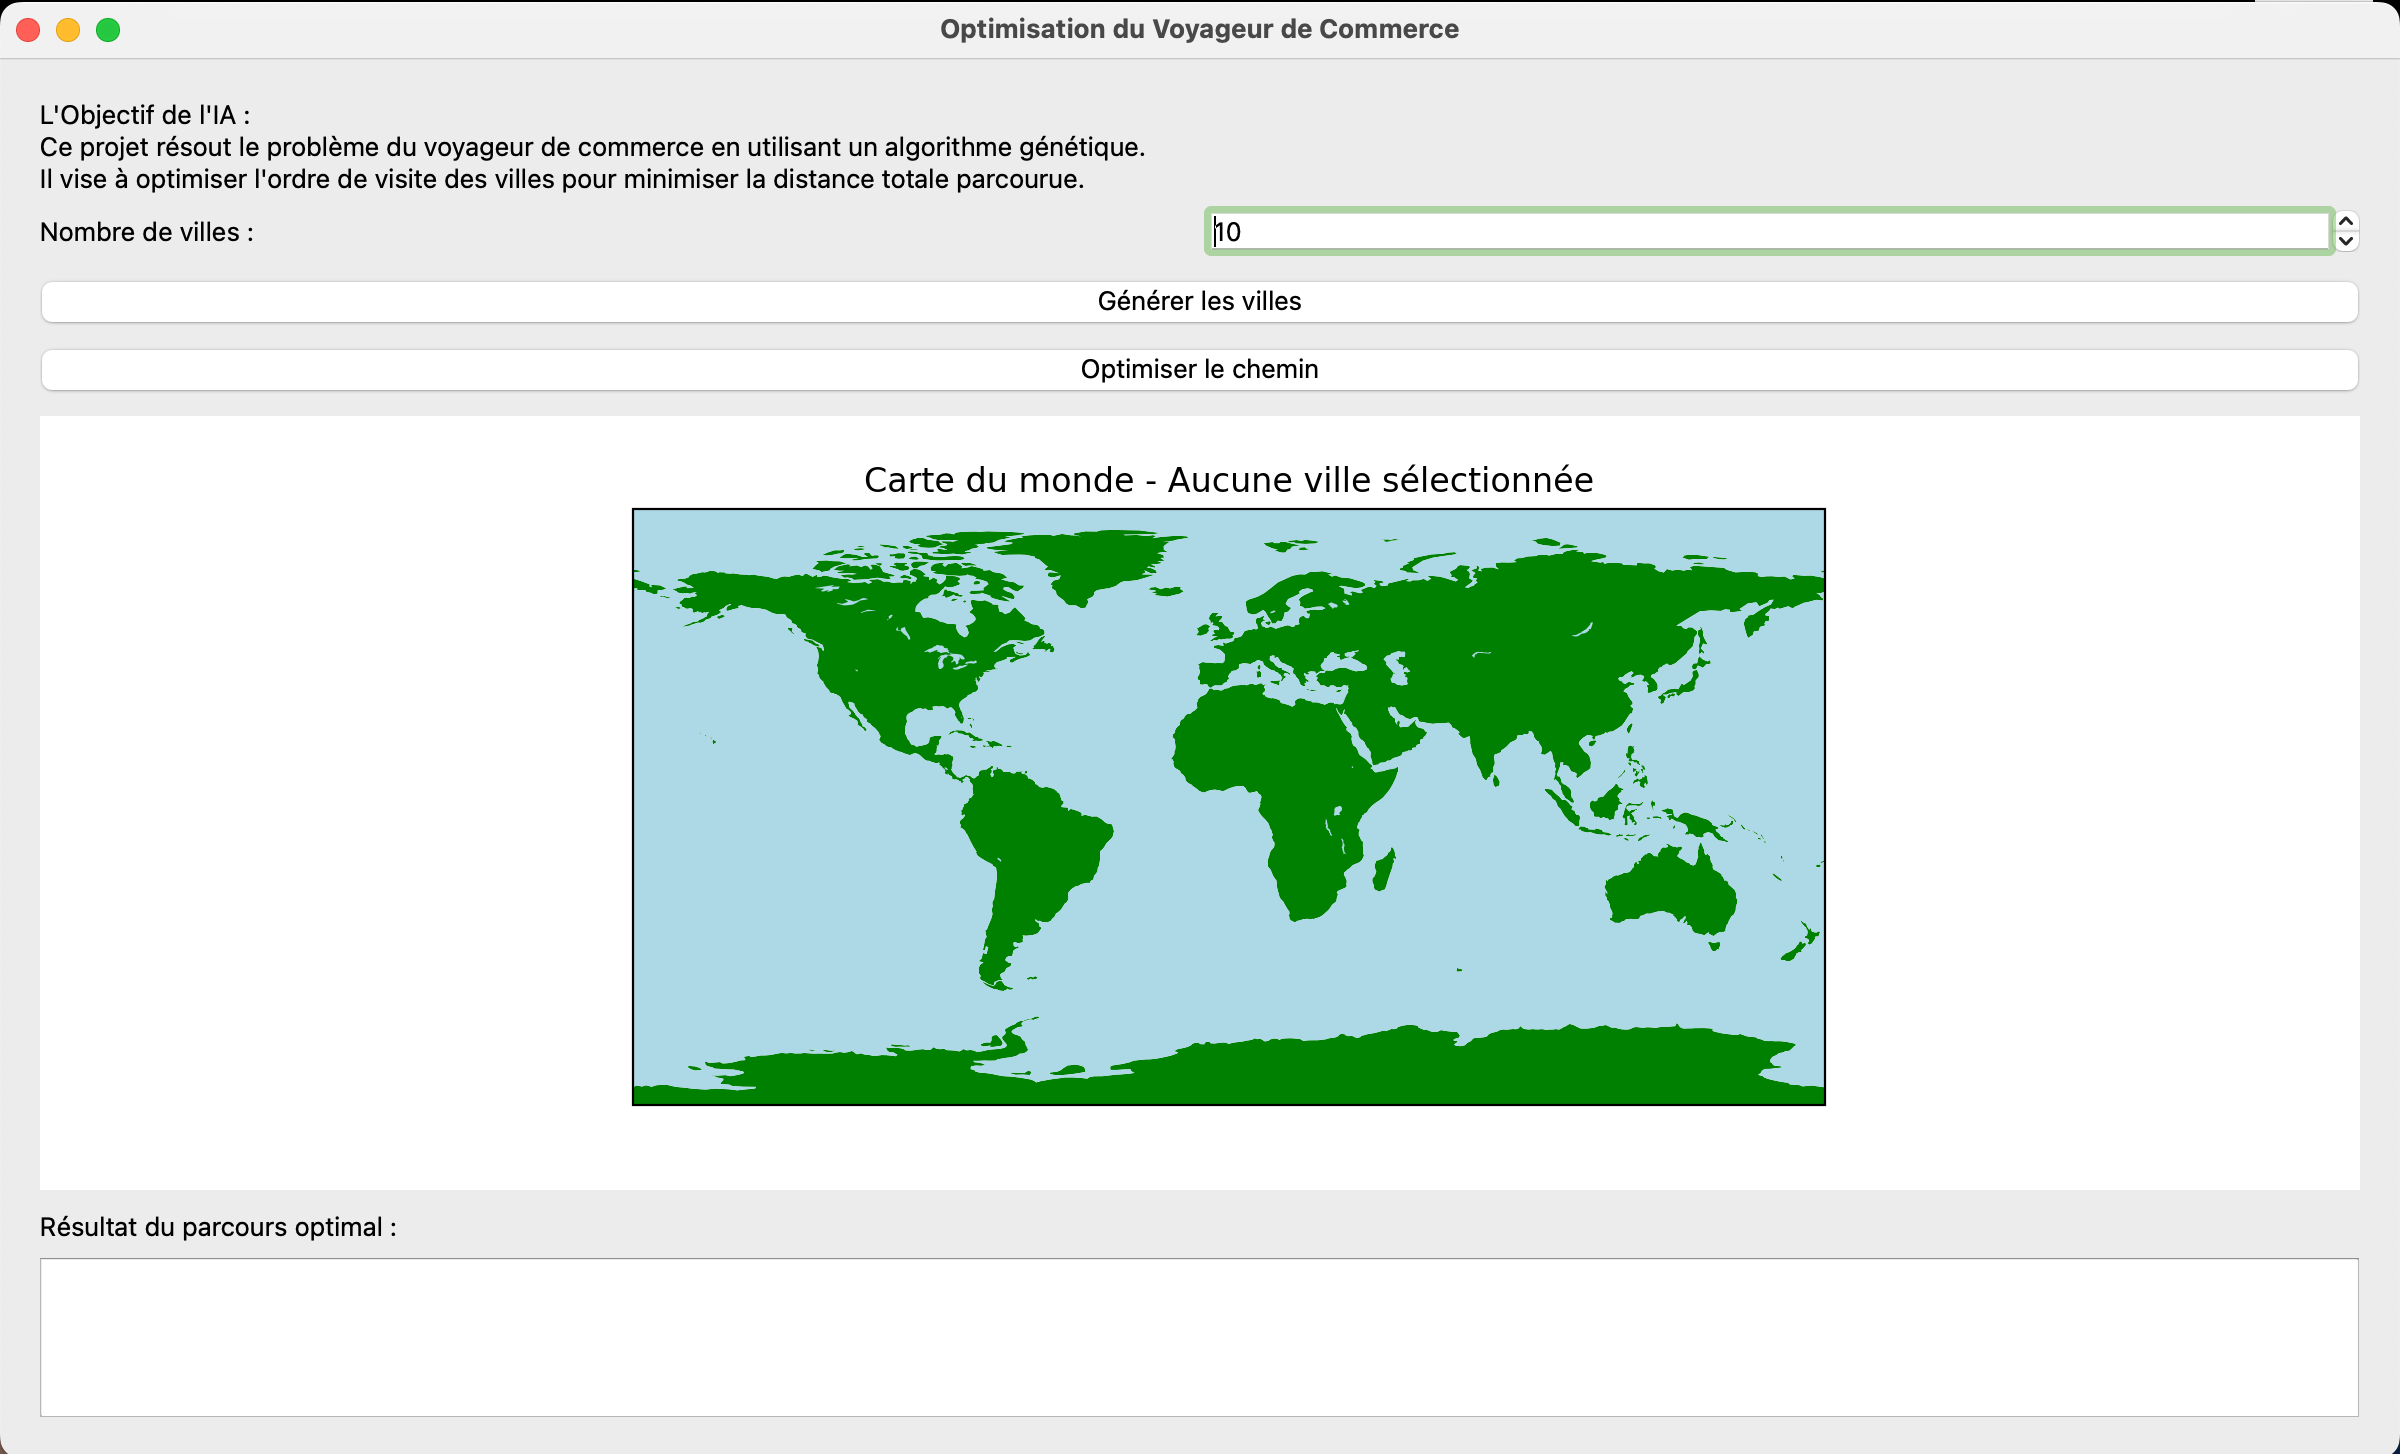 Optimisation du Voyageur de Commerce
L'Objectif de l'IA :
Ce projet résout le problème du voyageur de commerce en utilisant un algorithme génétique.
Il vise à optimiser l'ordre de visite des villes pour minimiser la distance totale parcourue.
Nombre de villes :
10
Générer les villes
Optimiser le chemin
Carte du monde - Aucune ville sélectionnée
Résultat du parcours optimal :